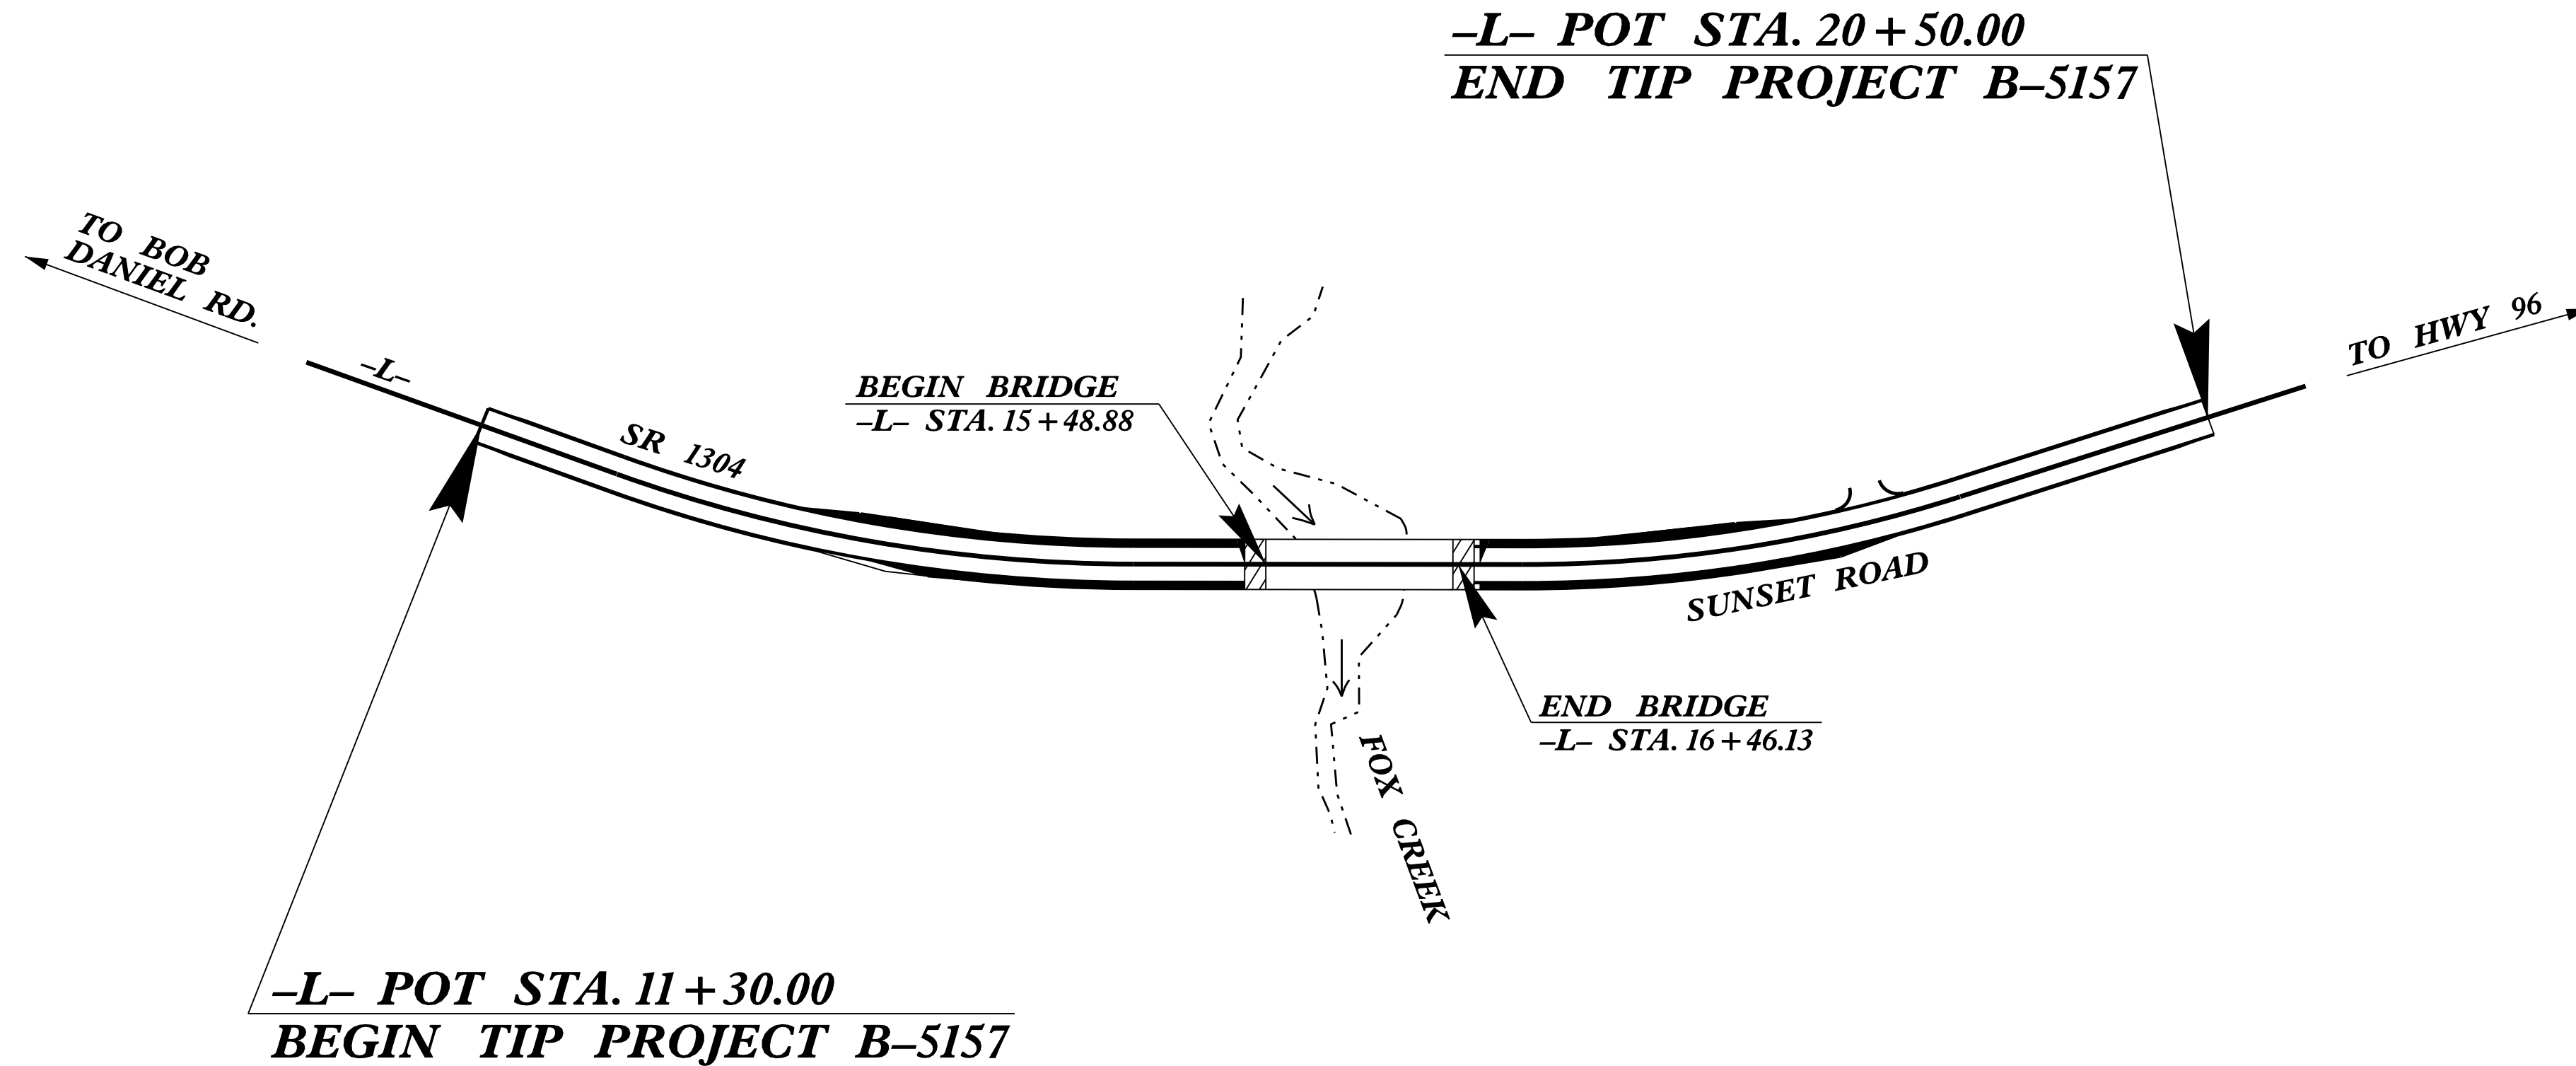 –L– POT STA. 20+50.00
END TIP PROJECT B–5157
TO BOB
DANIEL RD.
–L–
SR 1304
BEGIN BRIDGE
–L– STA. 15+48.88
TO HWY 96
SUNSET ROAD
END BRIDGE
–L– STA. 16+46.13
FOX CREEK
–L– POT STA. 11+30.00
BEGIN TIP PROJECT B–5157